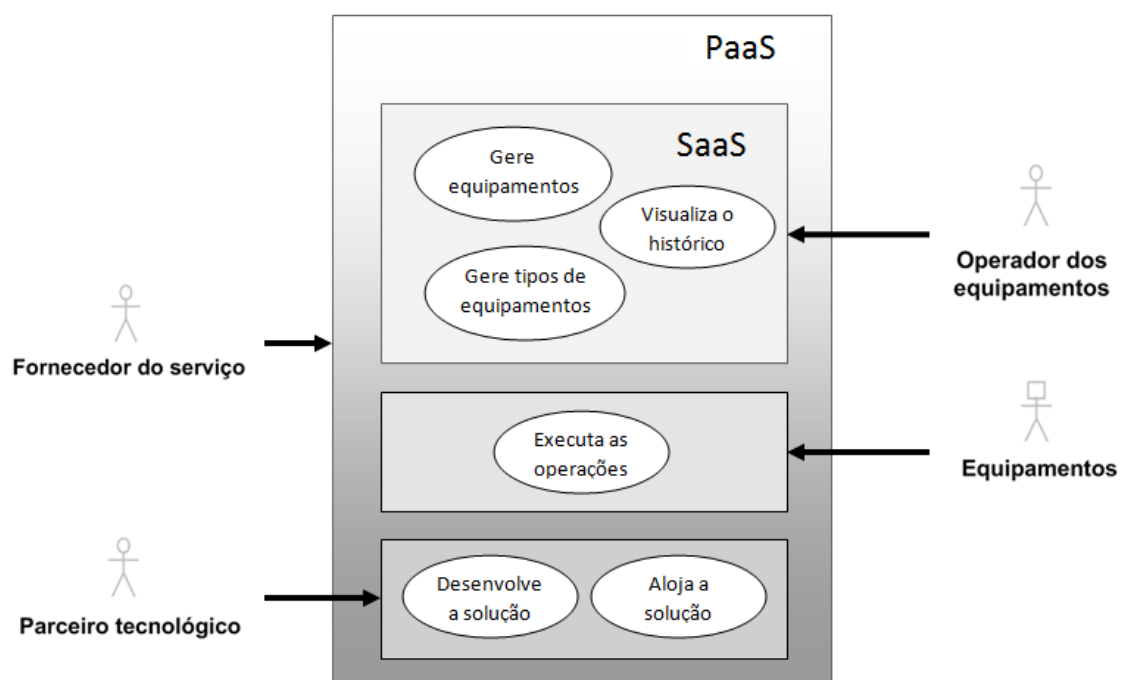 PaaS
SaaS
Gere
equipamentos
Visualiza o
histórico
Gere tipos de
equipamentos
Operador dos
equipamentos
Fornecedor do serviço
Executa as
operações
Equipamentos
Desenvolve
a solução
Aloja a
solução
Parceiro tecnológico